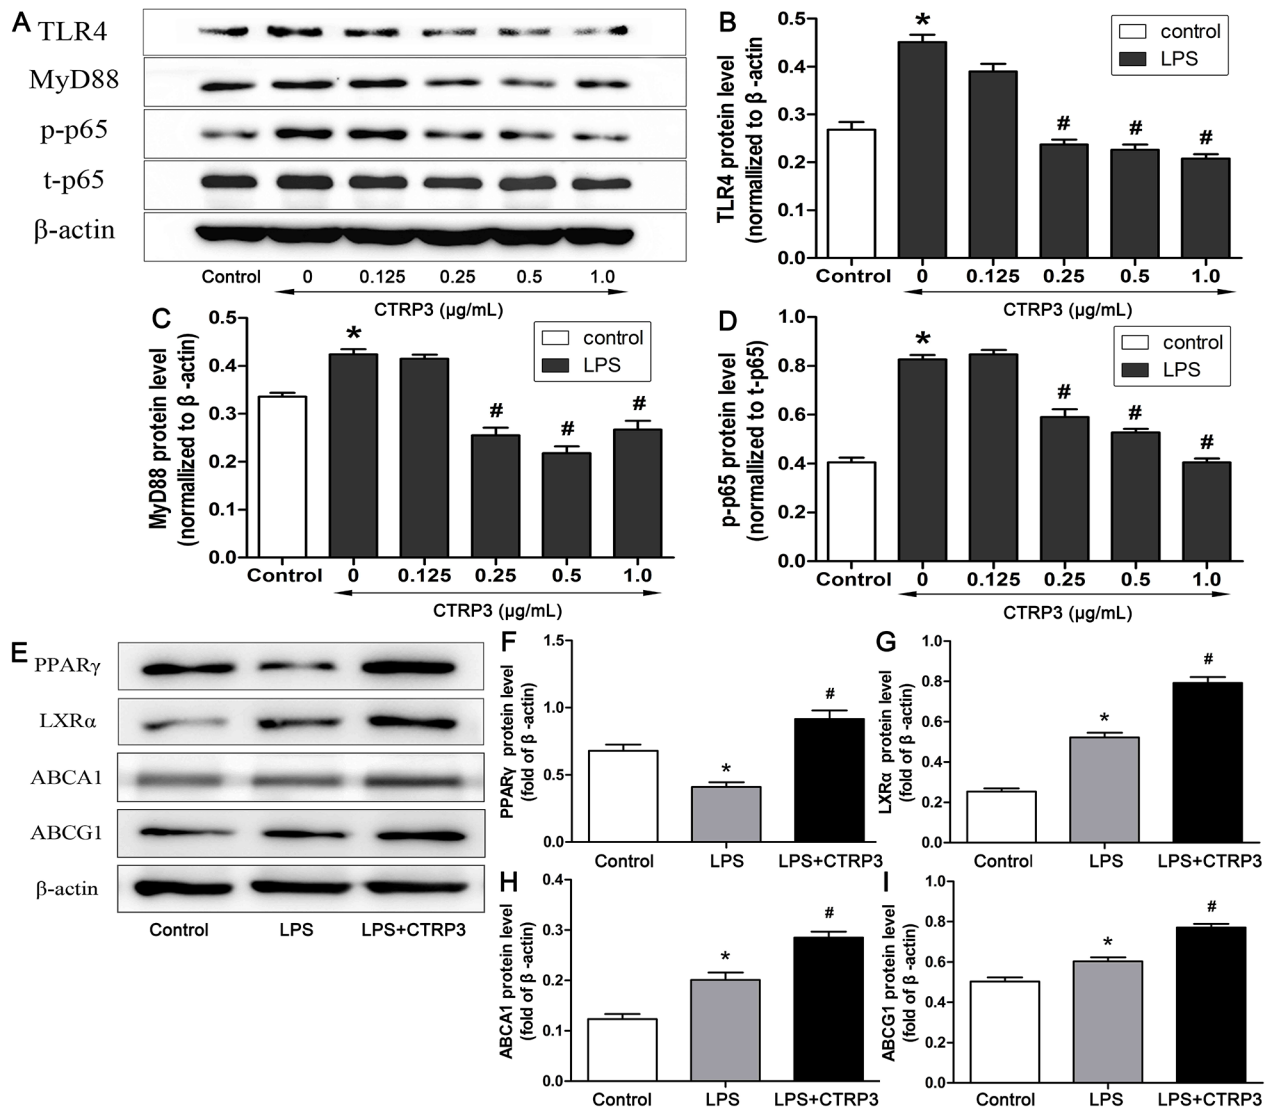 A
TLR4
MyD88
p-p65
t-p65
β-actin
Control 0 0.125 0.25 0.5 1.0
CTRP3 (μg/mL)
B
TLR4 protein level
(normallized to β -actin
0.5
0.4
0.3
0.2
0.1
0.0
*
#
#
#
control
LPS
Control 0 0.125 0.25 0.5 1.0
CTRP3 (μg/mL)
C
MyD88 protein level
(normallized to β -actin)
0.5
0.4
0.3
0.2
0.1
0.0
*
#
#
#
control
LPS
Control 0 0.125 0.25 0.5 1.0
CTRP3 (μg/mL)
D
p-p65 protein level
(normallized to t-p65)
1.0
0.8
0.6
0.4
0.2
0.0
*
#
#
#
control
LPS
Control 0 0.125 0.25 0.5 1.0
CTRP3 (μg/mL)
E
PPARγ
LXRα
ABCA1
ABCG1
β-actin
Control LPS LPS+CTRP3
F
PPARγ protein level
(fold of β -actin)
1.5
1.0
0.5
0.0
*
#
Control LPS LPS+CTRP3
G
LXRα protein level
(fold of β -actin)
1.0
0.8
0.6
0.4
0.2
0.0
*
#
Control LPS LPS+CTRP3
H
ABCA1 protein level
(fold of β -actin)
0.4
0.3
0.2
0.1
0.0
*
#
Control LPS LPS+CTRP3
I
ABCG1 protein level
(fold of β -actin)
1.0
0.8
0.6
0.4
0.2
0.0
*
#
Control LPS LPS+CTRP3